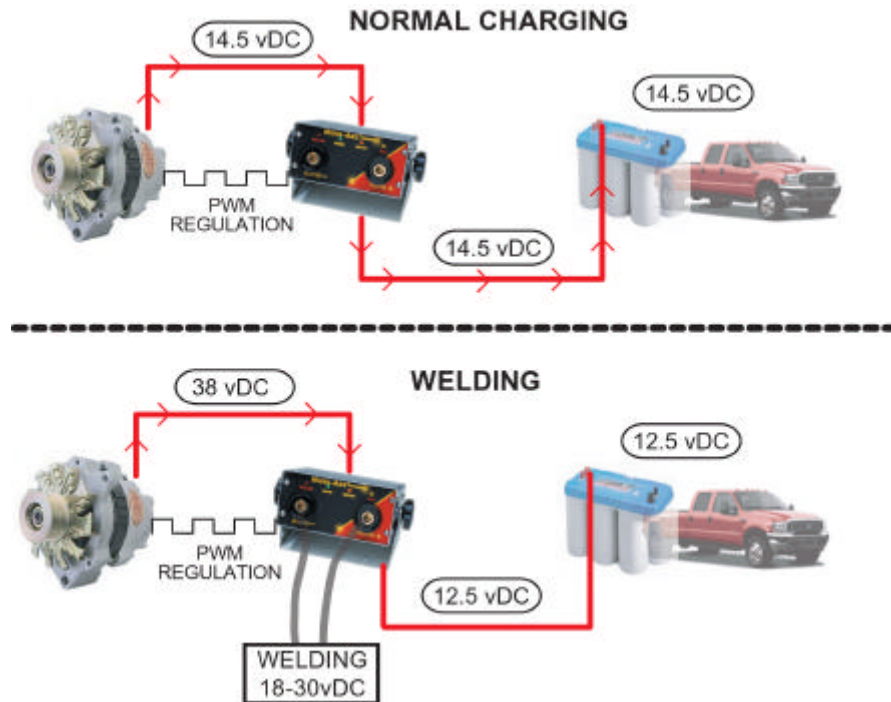 NORMAL CHARGING
14.5 vDC
14.5 vDC
PWM
REGULATION
14.5 vDC
WELDING
38 vDC
12.5 vDC
PWM
REGULATION
12.5 vDC
WELDING
18-30vDC